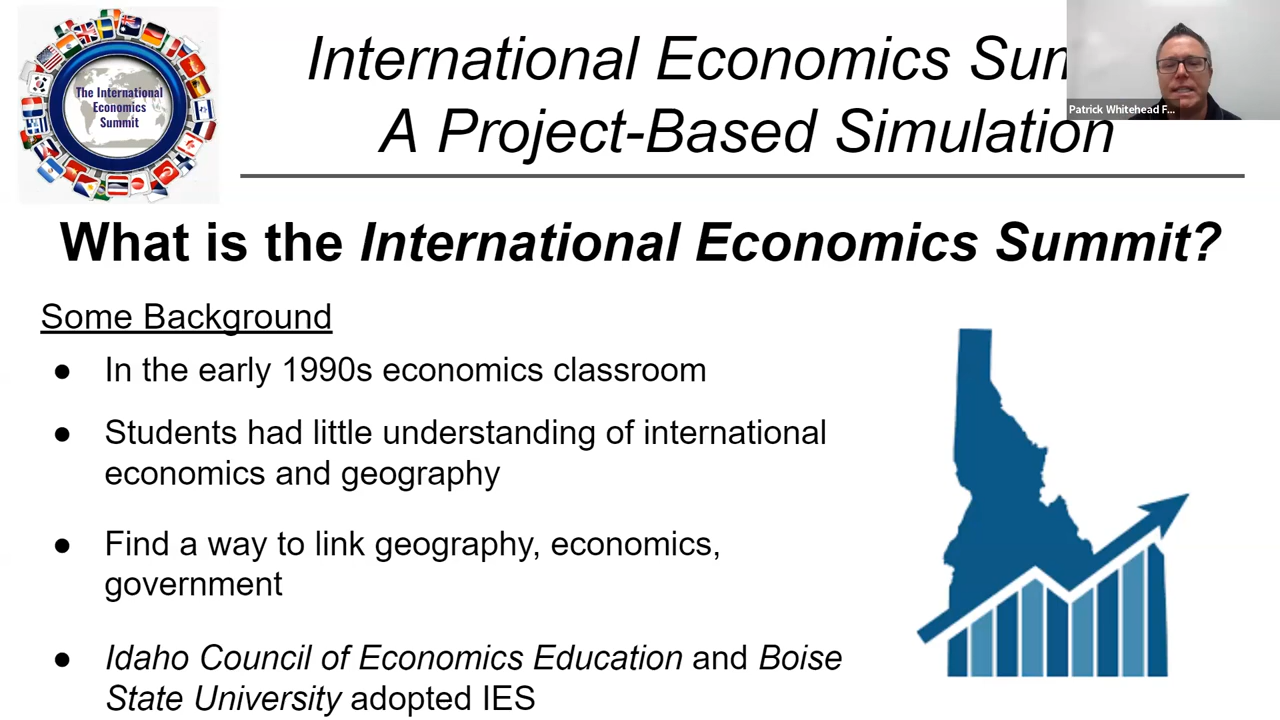 The International
Economics
Summit
International Economics Sum
A Project-Based Simulation
Patrick Whitehead F...
What is the International Economics Summit?
Some Background
● In the early 1990s economics classroom
● Students had little understanding of international
economics and geography
● Find a way to link geography, economics,
government
● Idaho Council of Economics Education and Boise
State University adopted IES